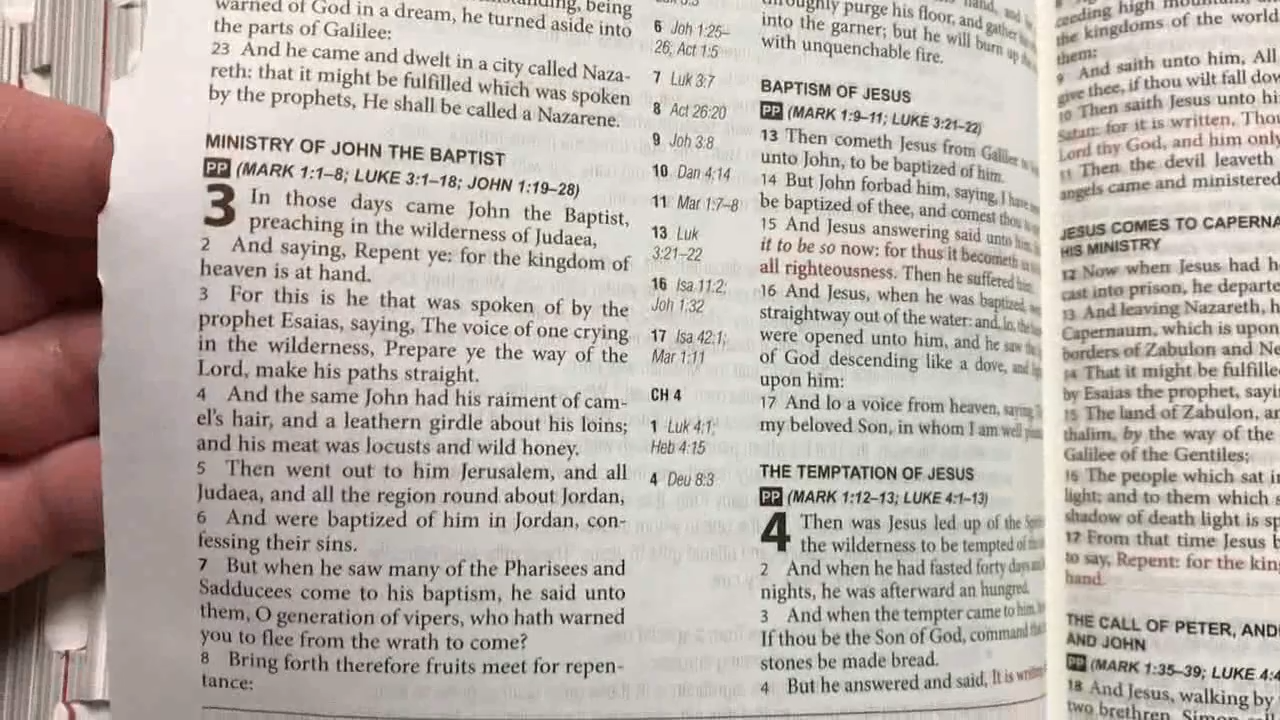 warned of God in a dream, he turned aside into
the parts of Galilee:
23 And he came and dwelt in a city called Naza-
reth: that it might be fulfilled which was spoken
by the prophets, He shall be called a Nazarene.
MINISTRY OF JOHN THE BAPTIST
PP (MARK 1:1–8; LUKE 3:1–18; JOHN 1:19–28)
3 In those days came John the Baptist,
preaching in the wilderness of Judaea,
2 And saying, Repent ye: for the kingdom of
heaven is at hand.
3 For this is he that was spoken of by the
prophet Esaias, saying, The voice of one crying
in the wilderness, Prepare ye the way of the
Lord, make his paths straight.
4 And the same John had his raiment of cam-
el's hair, and a leathern girdle about his loins;
and his meat was locusts and wild honey.
5 Then went out to him Jerusalem, and all
Judaea, and all the region round about Jordan,
6 And were baptized of him in Jordan, con-
fessing their sins.
7 But when he saw many of the Pharisees and
Sadducees come to his baptism, he said unto
them, O generation of vipers, who hath warned
you to flee from the wrath to come?
8 Bring forth therefore fruits meet for repen-
tance:
6 Joh 1:25–
26; Act 1:5
7 Luk 3:7
8 Act 26:20
9 Joh 3:8
10 Dan 4:14
11 Mar 1:7–8
13 Luk
3:21–22
16 Isa 11:2;
Joh 1:32
17 Isa 42:1;
Mar 1:11
CH 4
1 Luk 4:1;
Heb 4:15
4 Deu 8:3
throughly purge his floor, and gather
into the garner; but he will burn up
with unquenchable fire.
BAPTISM OF JESUS
PP (MARK 1:9–11; LUKE 3:21–22)
13 Then cometh Jesus from Galilee
unto John, to be baptized of him.
14 But John forbad him, saying, I have
be baptized of thee, and comest thou
15 And Jesus answering said unto
it to be so now: for thus it becometh
all righteousness. Then he suffered him.
16 And Jesus, when he was baptized,
straightway out of the water: and, lo, the
were opened unto him, and he saw the
of God descending like a dove, and
upon him:
17 And lo a voice from heaven, saying,
my beloved Son, in whom I am well
THE TEMPTATION OF JESUS
PP (MARK 1:12–13; LUKE 4:1–13)
4 Then was Jesus led up of the
the wilderness to be tempted of
2 And when he had fasted forty days and
nights, he was afterward an hungred.
3 And when the tempter came to him,
If thou be the Son of God, command
stones be made bread.
4 But he answered and said, It is
the kingdoms of the world
them;
9 And saith unto him, All
give thee, if thou wilt fall
10 Then saith Jesus unto
Satan: for it is written,
Lord thy God, and him only
11 Then the devil leaveth
angels came and ministered
JESUS COMES TO
HIS MINISTRY
12 Now when Jesus had
cast into prison, he
13 And leaving Nazareth,
Capernaum, which is upon
borders of Zabulon and
14 That it might be
by Esaias the prophet,
15 The land of Zabulon,
thalim, by the way of the
Galilee of the Gentiles;
16 The people which sat
light; and to them which
shadow of death light is
17 From that time Jesus
to say, Repent: for the
hand.
THE CALL OF PETER,
AND JOHN
PP (MARK 1:35–39; LUKE
18 And Jesus, walking by
two brethren,